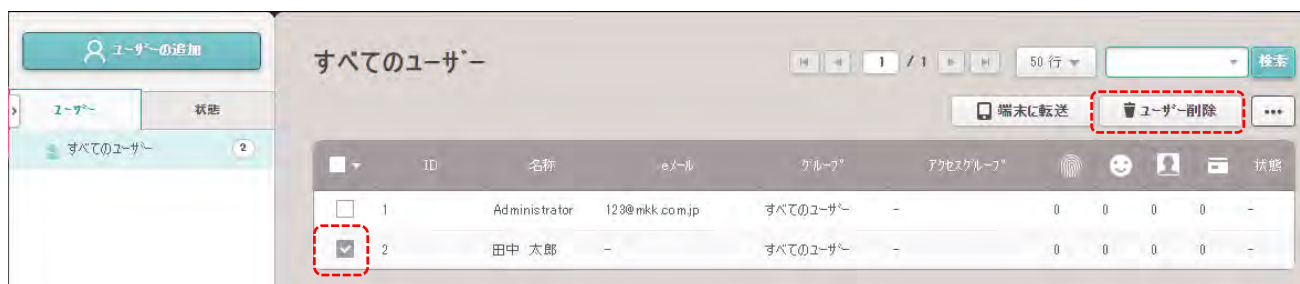 ユーザーの追加
ユーザー
状態
すべてのユーザー
2
すべてのユーザー
1 / 1
50 行
検索
端末に転送
ユーザー削除
•••
ID 名称 eメール グループ アクセスグループ 状態
1 Administrator 123@mkk.com.jp すべてのユーザー - 0 0 0 0 -
2 田中 太郎 - すべてのユーザー - 0 0 0 0 -